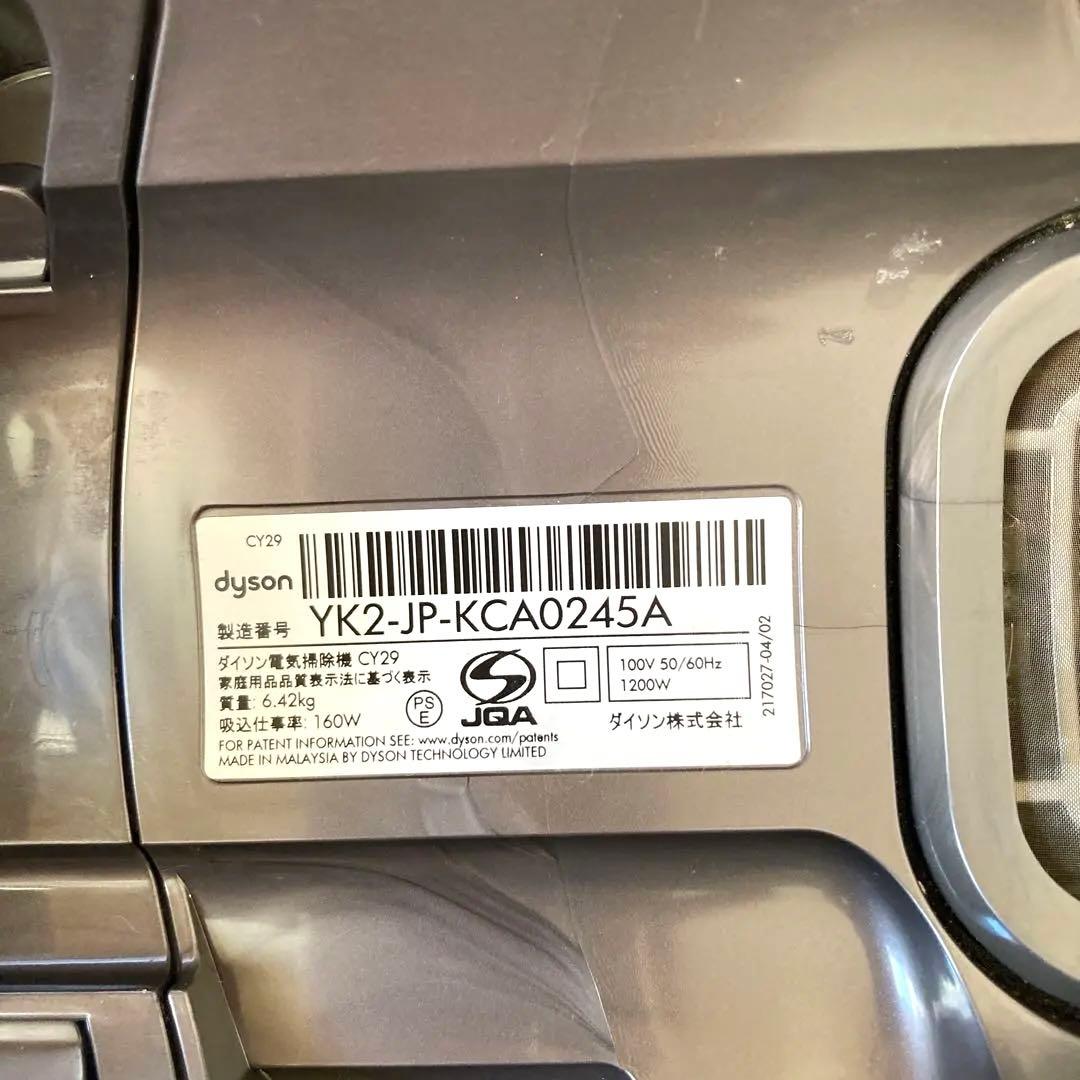 CY29
dyson
製造番号 YK2-JP-KCA0245A
ダイソン電気掃除機 CY29
家庭用品品質表示法に基づく表示
質量: 6.42kg
吸込仕事率: 160W
PS
E
JQA
100V 50/60Hz
1200W
ダイソン株式会社
FOR PATENT INFORMATION SEE: www.dyson.com/patents
MADE IN MALAYSIA BY DYSON TECHNOLOGY LIMITED
217027-04/02